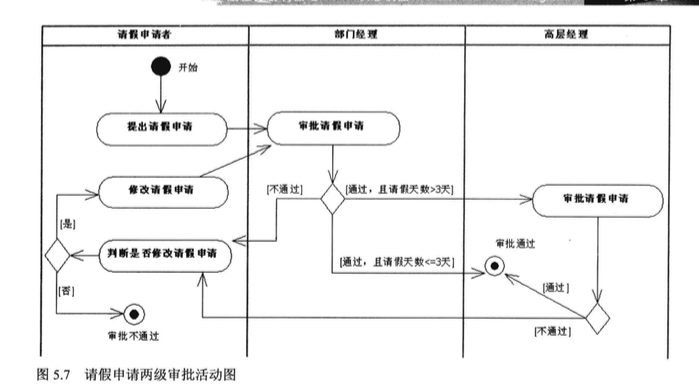 请假申请者 部门经理 高层经理
开始
提出请假申请 审批请假申请
修改请假申请 [不通过] [通过，且请假天数>3天] 审批请假申请
[是]
判断是否修改请假申请 审批通过
[通过，且请假天数<=3天]
[否] [通过]
审批不通过 [不通过]
图 5.7 请假申请两级审批活动图